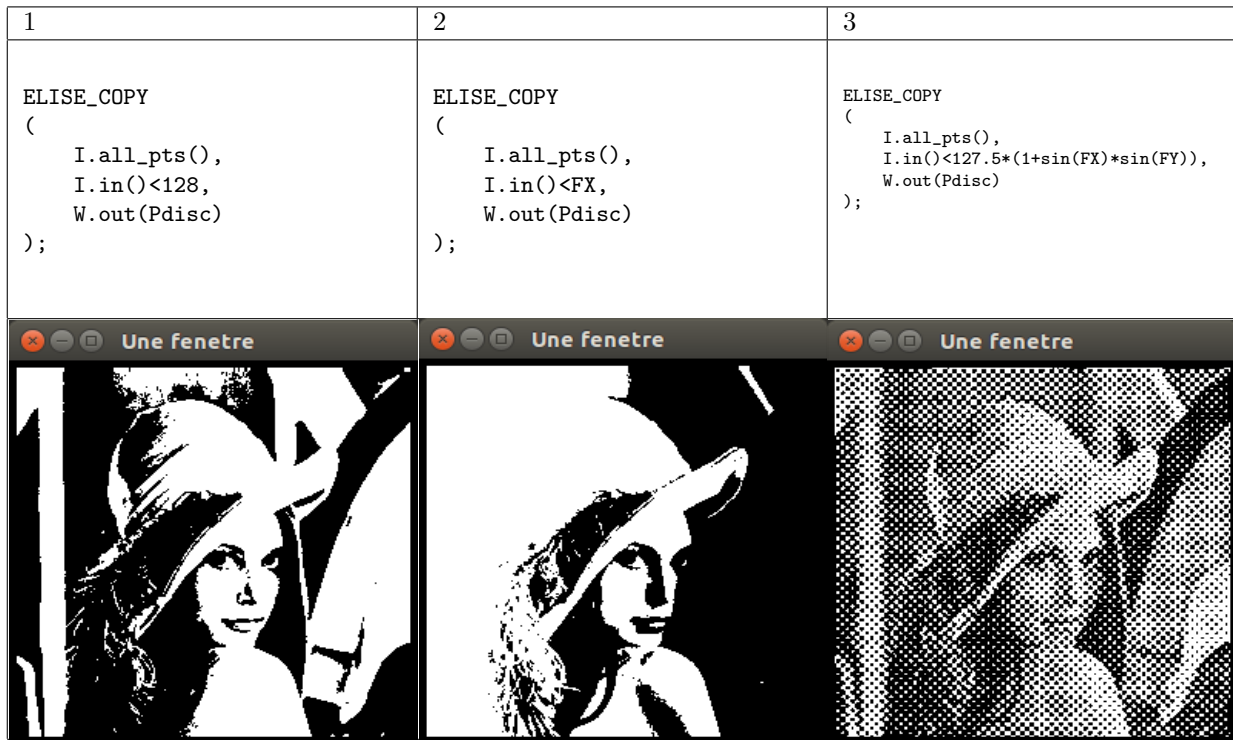 1
2
3
ELISE_COPY
(
I.all_pts(),
I.in()<128,
W.out(Pdisc)
);
ELISE_COPY
(
I.all_pts(),
I.in()<FX,
W.out(Pdisc)
);
ELISE_COPY
(
I.all_pts(),
I.in()<127.5*(1+sin(FX)*sin(FY)),
W.out(Pdisc)
);
Une fenetre
Une fenetre
Une fenetre